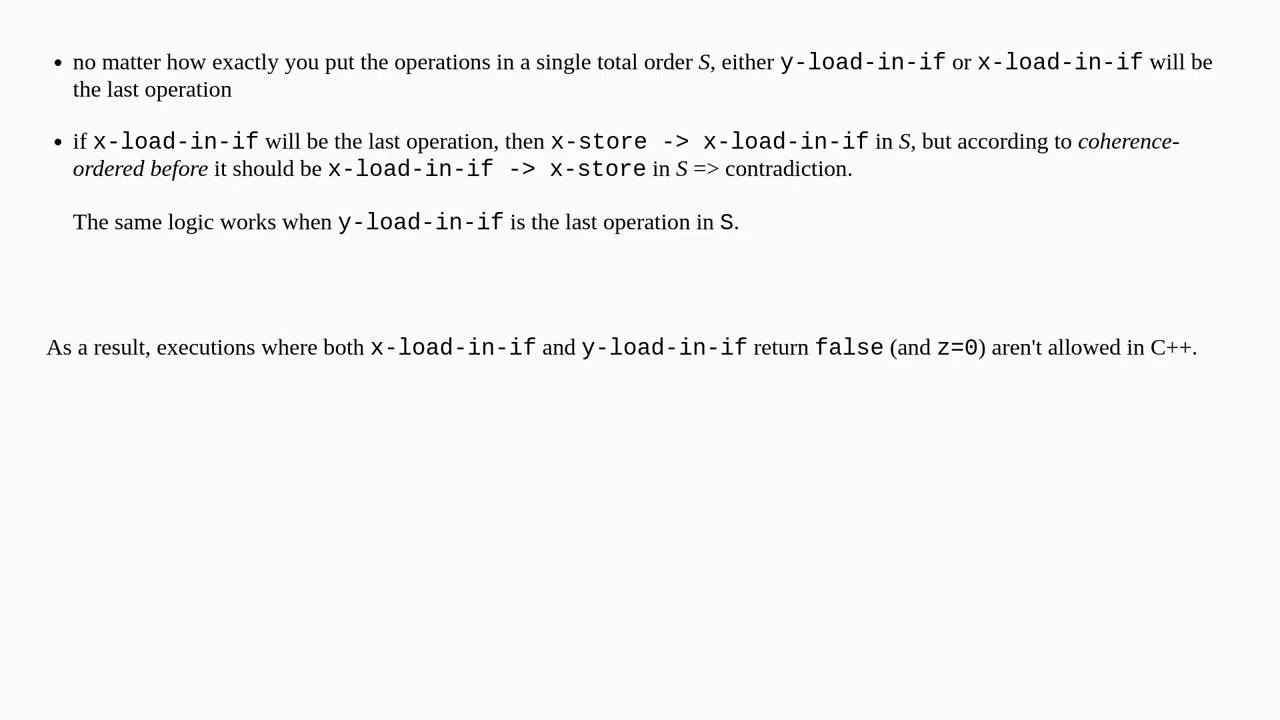 • no matter how exactly you put the operations in a single total order S, either y-load-in-if or x-load-in-if will be
the last operation
• if x-load-in-if will be the last operation, then x-store -> x-load-in-if in S, but according to coherence-
ordered before it should be x-load-in-if -> x-store in S => contradiction.
The same logic works when y-load-in-if is the last operation in S.
As a result, executions where both x-load-in-if and y-load-in-if return false (and z=0) aren't allowed in C++.